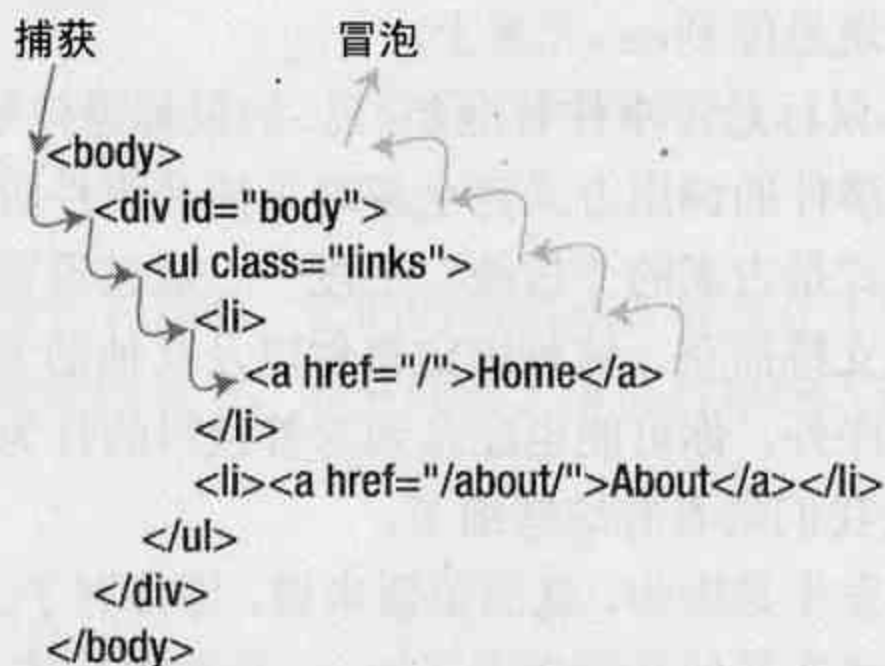 捕获 冒泡
<body>
<div id="body">
<ul class="links">
<li>
<a href="/">Home</a>
</li>
<li><a href="/about/">About</a></li>
</ul>
</div>
</body>